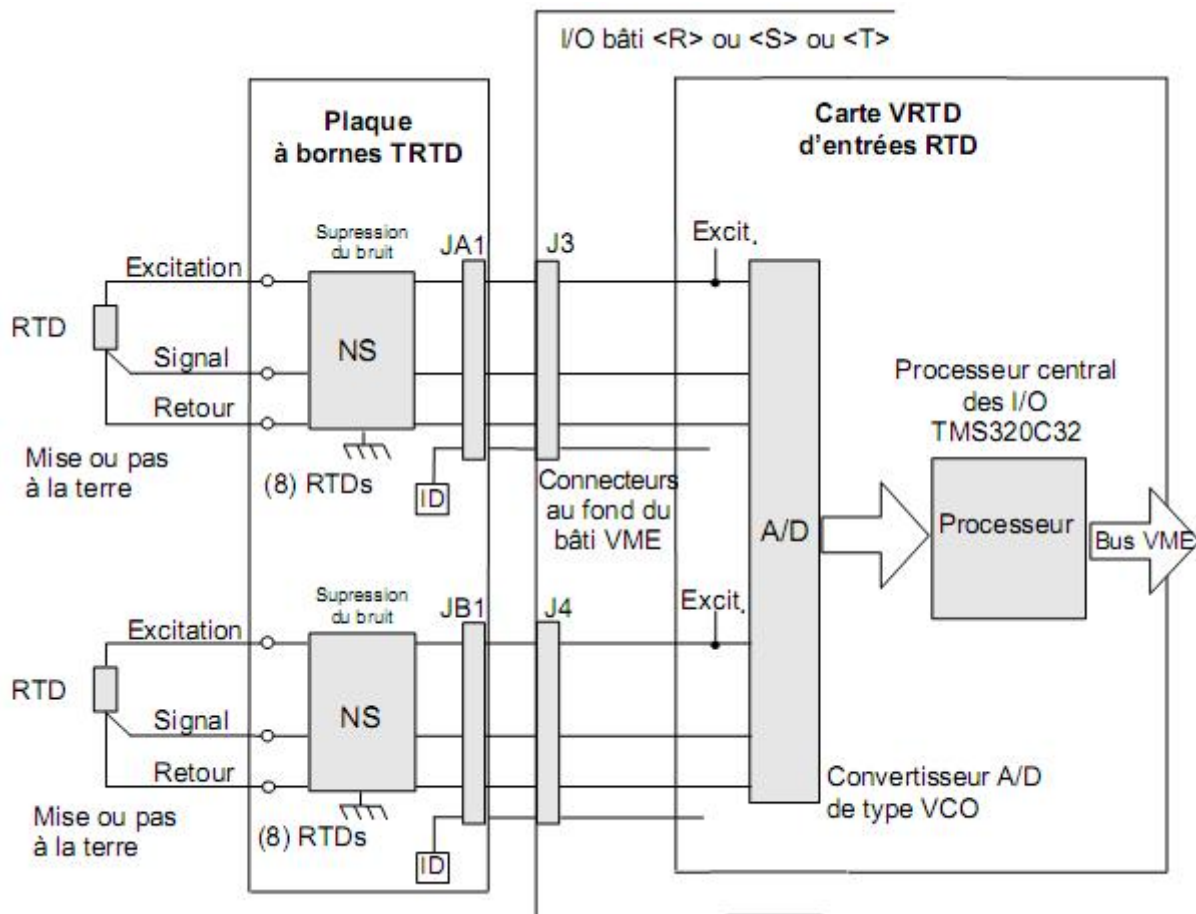 I/O bâti <R> ou <S> ou <T>
Plaque
à bornes TRTD
Carte VRTD
d'entrées RTD
Supression
du bruit
JA1
J3
Excit.
Excitation
RTD
NS
Signal
Retour
Processeur central
des I/O
TMS320C32
Mise ou pas
à la terre
(8) RTDs
ID
Connecteurs
au fond du
bâti VME
A/D
Processeur
Bus VME
Supression
du bruit
JB1
J4
Excit.
Excitation
RTD
NS
Signal
Retour
Convertisseur A/D
de type VCO
Mise ou pas
à la terre
(8) RTDs
ID